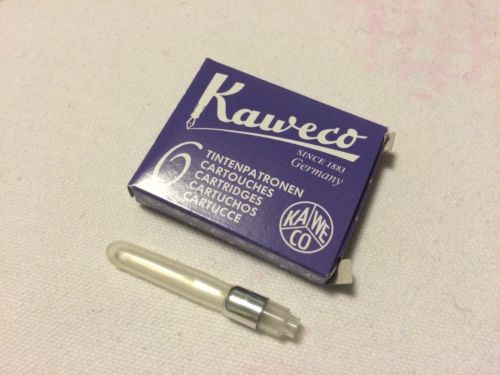 Kaweco
SINCE 1883
Germany
6
TINTENPATRONEN
CARTOUCHES
CARTRIDGES
CARTUCHOS
CARTUCCE
KA WE
CO